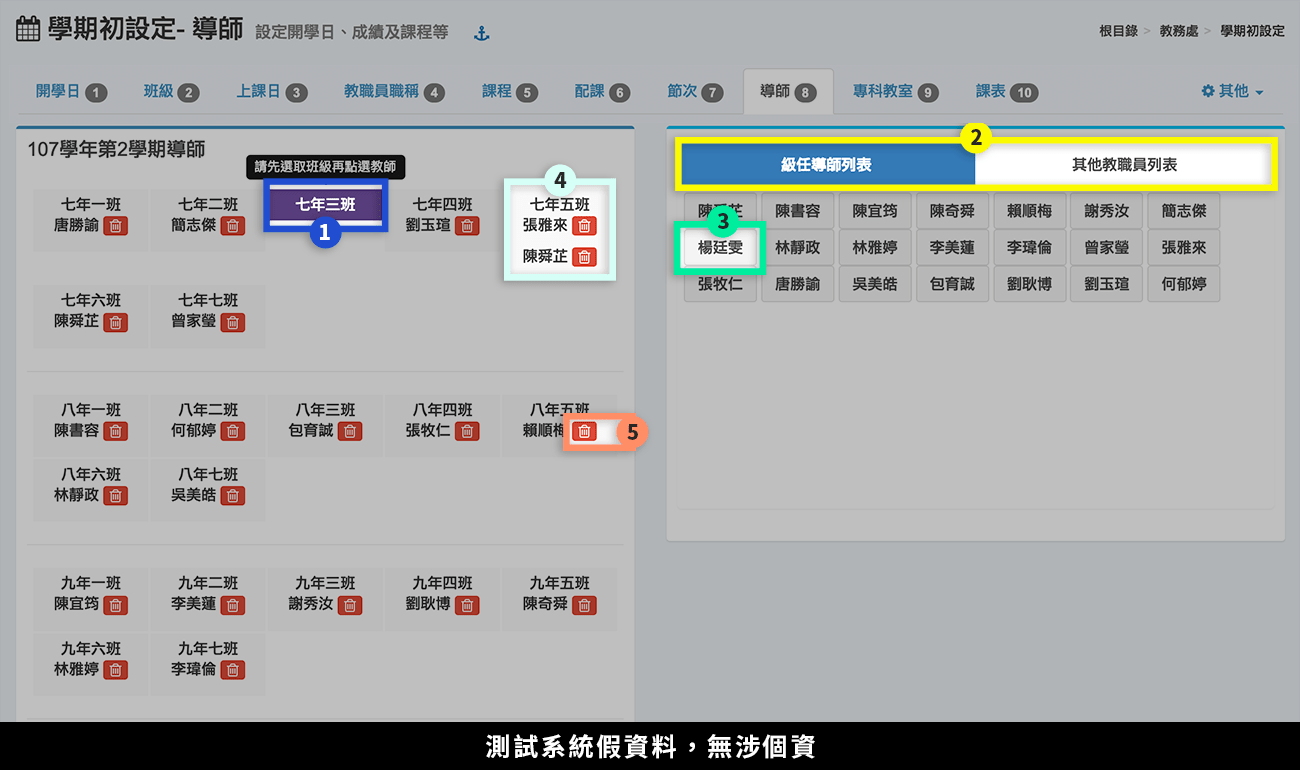 學期初設定- 導師 設定開學日、成績及課程等
根目錄 > 教務處 > 學期初設定
開學日 1 班級 2 上課日 3 教職員職稱 4 課程 5 配課 6 節次 7 導師 8 專科教室 9 課表 10 其他
107學年第2學期導師
請先選取班級再點選教師
七年一班 七年二班 七年三班 七年四班 七年五班
唐勝諭 簡志傑 劉玉瑄 張雅來
陳舜芷
1
4
七年六班 七年七班
陳舜芷 曾家瑩
八年一班 八年二班 八年三班 八年四班 八年五班
陳書容 何郁婷 包育誠 張牧仁 賴順梅
5
八年六班 八年七班
林靜政 吳美皓
九年一班 九年二班 九年三班 九年四班 九年五班
陳宜筠 李美蓮 謝秀汝 劉耿博 陳奇舜
九年六班 九年七班
林雅婷 李瑋倫
2
級任導師列表 其他教職員列表
陳舜芷 陳書容 陳宜筠 陳奇舜 賴順梅 謝秀汝 簡志傑
3
楊廷雯 林靜政 林雅婷 李美蓮 李瑋倫 曾家瑩 張雅來
張牧仁 唐勝諭 吳美皓 包育誠 劉耿博 劉玉瑄 何郁婷
測試系統假資料，無涉個資